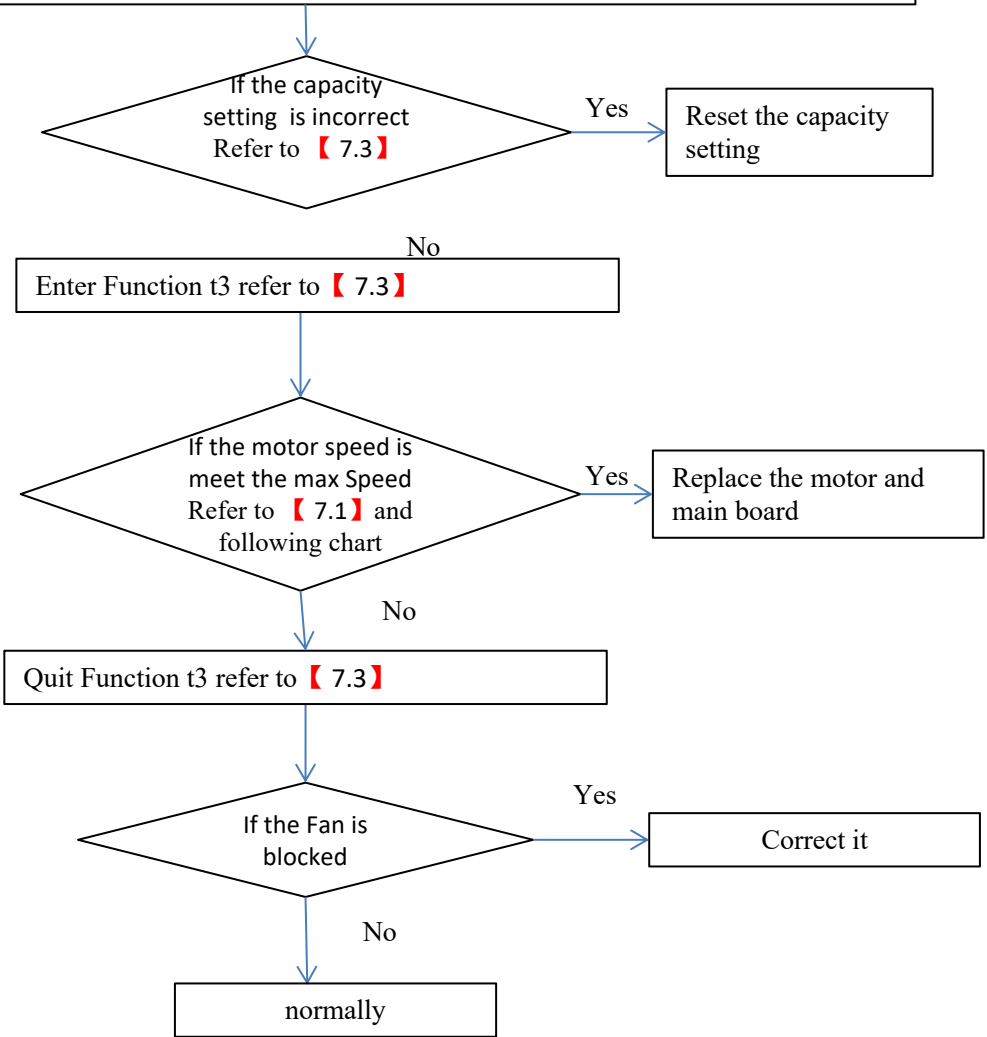 If the capacity
setting is incorrect
Refer to 【 7.3】
Yes
Reset the capacity
setting
No
Enter Function t3 refer to 【 7.3】
If the motor speed is
meet the max Speed
Refer to 【 7.1】 and
following chart
Yes
Replace the motor and
main board
No
Quit Function t3 refer to 【 7.3】
If the Fan is
blocked
Yes
Correct it
No
normally